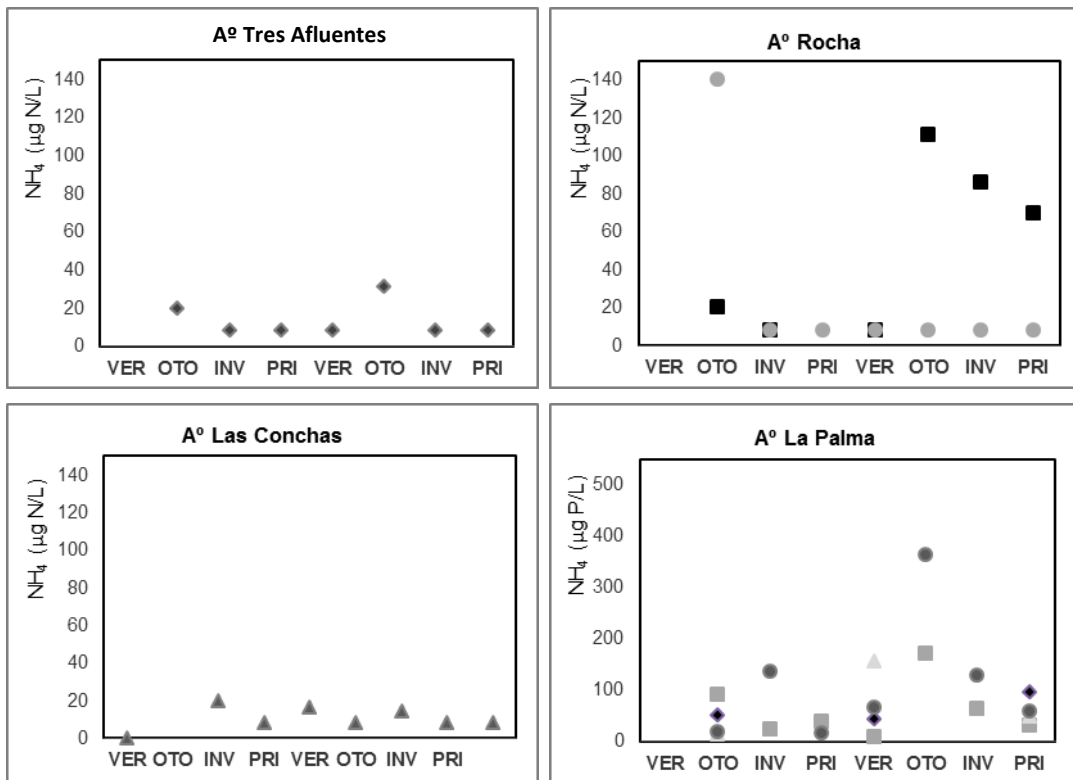 Aº Tres Afluentes
NH₄ (µg N/L)
140
120
100
80
60
40
20
0
VER OTO INV PRI VER OTO INV PRI
Aº Rocha
NH₄ (µg N/L)
140
120
100
80
60
40
20
0
VER OTO INV PRI VER OTO INV PRI
Aº Las Conchas
NH₄ (µg N/L)
140
120
100
80
60
40
20
0
VER OTO INV PRI VER OTO INV PRI
Aº La Palma
NH₄ (µg P/L)
500
400
300
200
100
0
VER OTO INV PRI VER OTO INV PRI